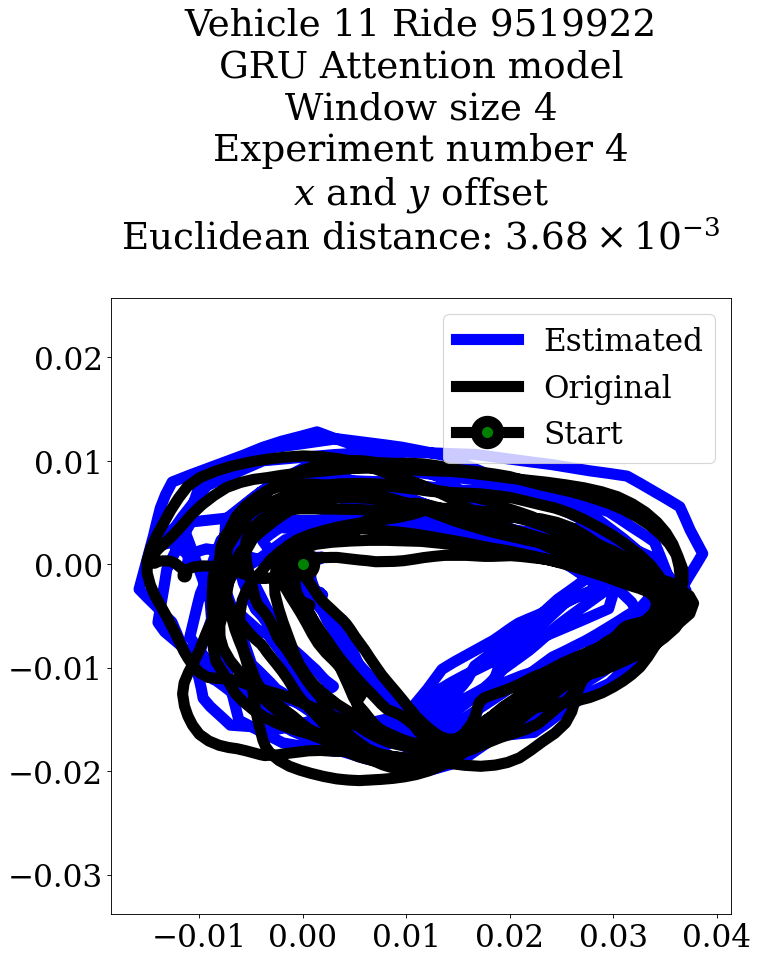 Vehicle 11 Ride 9519922
GRU Attention model
Window size 4
Experiment number 4
x and y offset
Euclidean distance: 3.68 × 10⁻³
Estimated
Original
Start
0.02
0.01
0.00
−0.01
−0.02
−0.03
−0.01 0.00 0.01 0.02 0.03 0.04